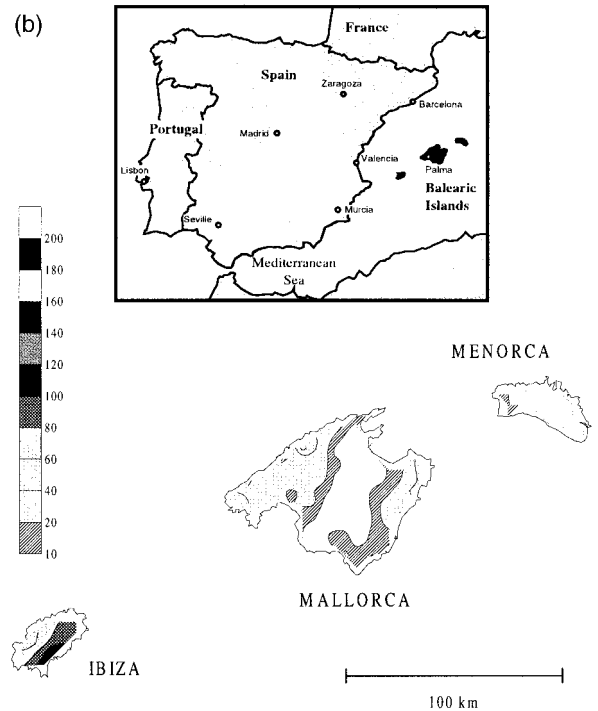 (b)
France
Spain
Zaragoza
Barcelona
Portugal
Madrid
Valencia
Lisbon
Palma
Balearic
Islands
Murcia
Seville
Mediterranean
Sea
200
180
160
140
120
100
80
60
40
20
10
MENORCA
MALLORCA
IBIZA
100 km